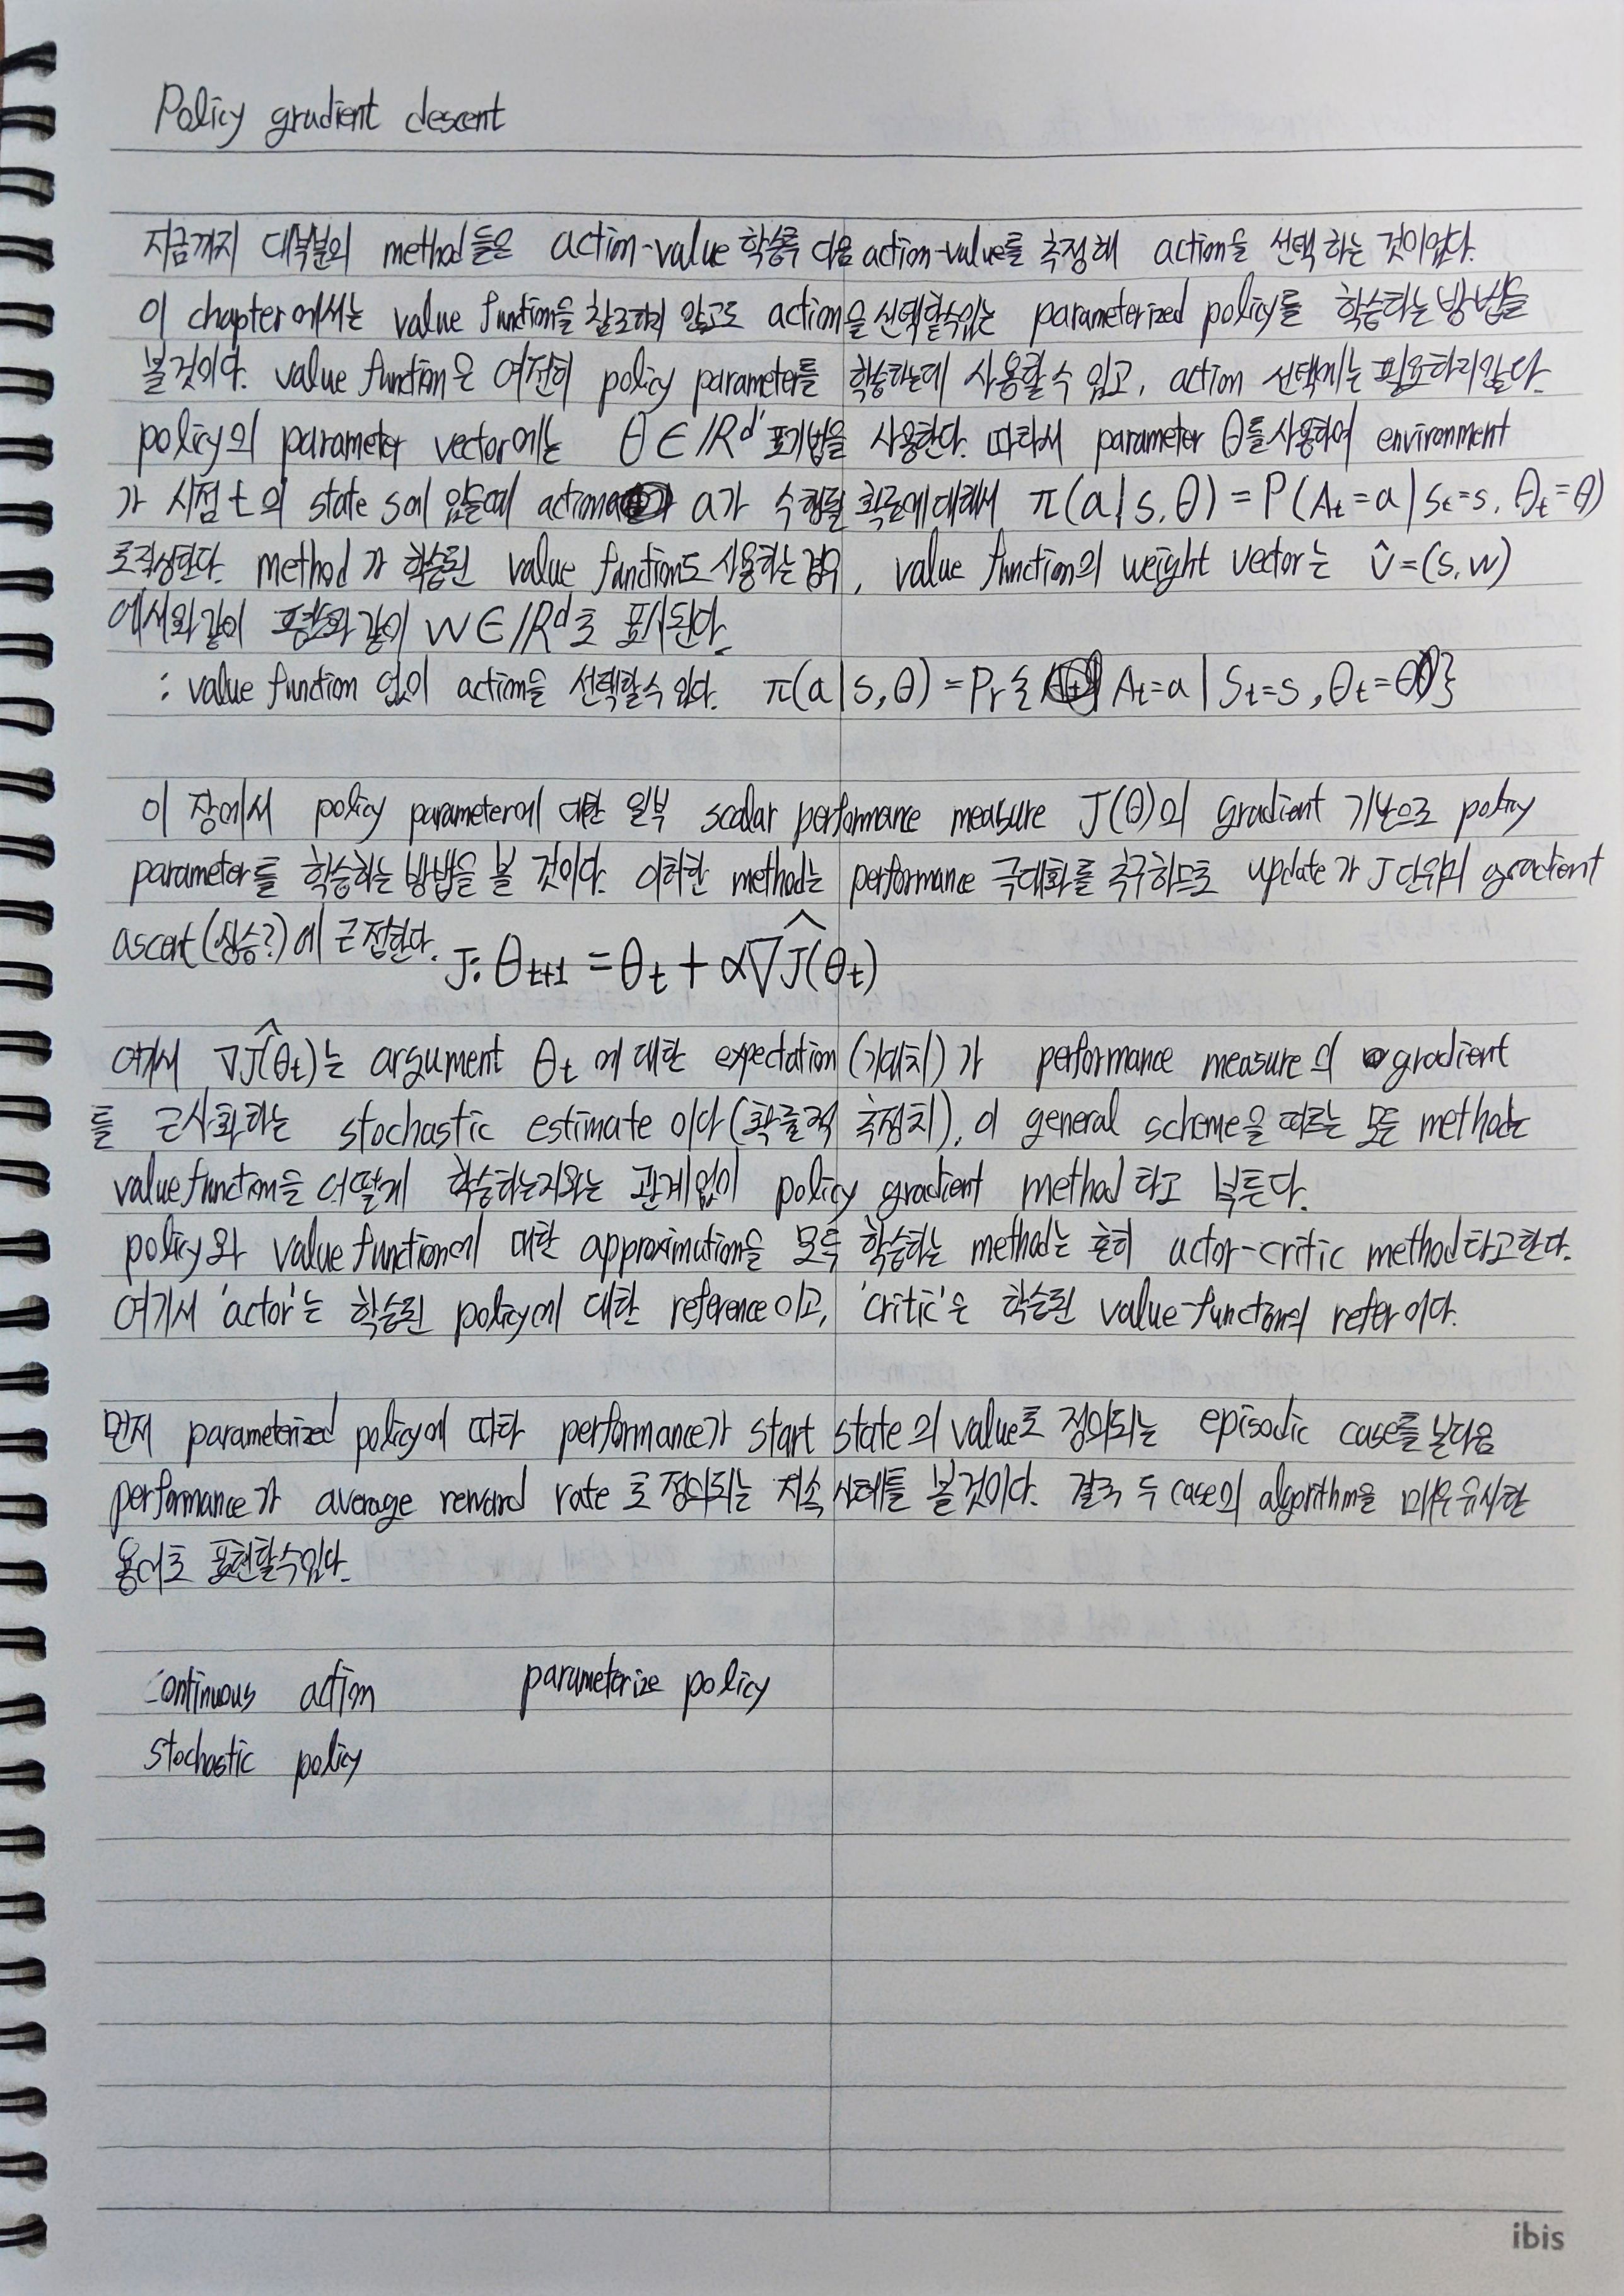 Policy gradient descent
지금까지 대부분의 method들은 action-value 학습후 다음 action-value를 추정해 action을 선택 하는 것이었다.
이 chapter에서는 value function을 참조하지 않고도 action을 선택할수있는 parameterized policy를 학습하는 방법을
볼것이다. value function은 여전히 policy parameter를 학습하는데 사용할 수 있고, action 선택에는 필요하지않다.
policy의 parameter vector에는 θ∈IRd' 표기법을 사용한다. 따라서 parameter θ를 사용하여 environment
가 시점 t의 state s에 있을때 action a가 수행될 확률에대해서 π(a|s,θ) = P(At=a|St=s, θt=θ)
로작성한다. method가 학습된 value function도 사용하는경우, value function의 weight vector는 v̂=(s,w)
에서와같이 평소와 같이 w∈IRd로 표시된다.
: value function 없이 action을 선택할수 있다. π(a|s,θ) = Pr{At=a|St=s, θt=θ}
이 장에서 policy parameter에 대한 일부 scalar performance measure J(θ)의 gradient 기반으로 policy
parameter를 학습하는 방법을 볼 것이다. 이러한 method는 performance 극대화를 추구하므로 update가 J 단위의 gradient
ascent(상승?)에 근접한다. J: θt+1 = θt + α∇Ĵ(θt)
여기서 ∇Ĵ(θt)는 argument θt에 대한 expectation(기대치)가 performance measure의 gradient
를 근사화하는 stochastic estimate 이다(확률적 추정치), 이 general scheme을 따르는 모든 method는
value function을 어떻게 학습하는지와는 관계없이 policy gradient method라고 부른다.
policy와 value function에 대한 approximation을 모두 학습하는 method는 흔히 actor-critic method라고한다.
여기서 'actor'는 학습된 policy에 대한 reference이고, 'critic'은 학습된 value-function의 refer이다.
먼저 parameterized policy에 따라 performance가 start state의 value로 정의되는 episodic case를 본다음
performance가 average reward rate로 정의되는 지속 사례를 볼것이다. 결국 두 case의 algorithm을 매우유사한
용어로 표현할수있다.
continuous action parameterize policy
stochastic policy
ibis